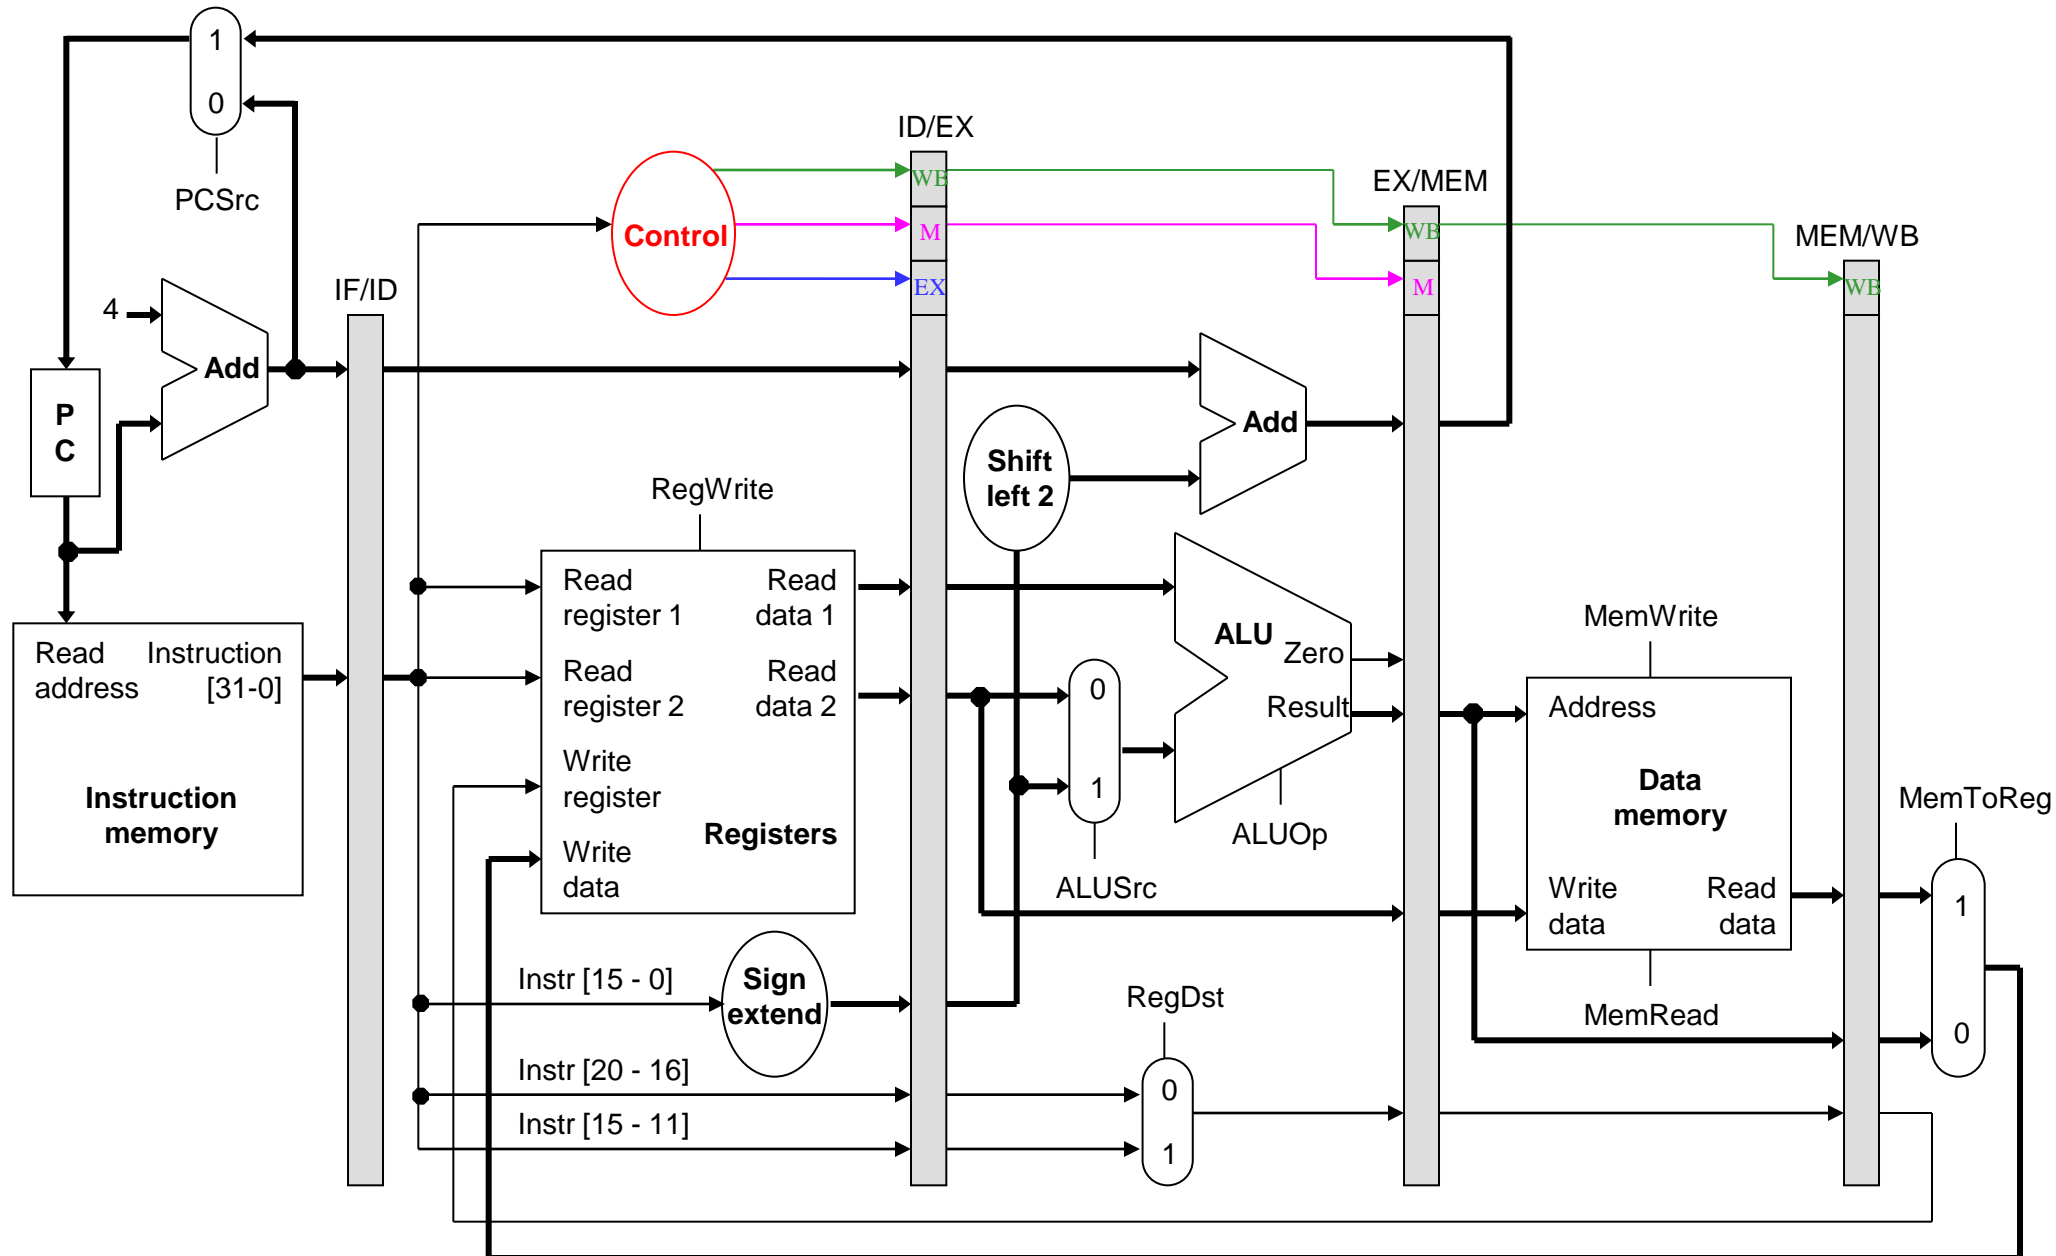 1
0
PCSrc
4
Add
P
C
Read
address
Instruction
[31-0]
Instruction
memory
IF/ID
Control
RegWrite
Read
register 1
Read
data 1
Read
register 2
Read
data 2
Write
register
Write
data
Registers
Instr [15 - 0]
Sign
extend
Instr [20 - 16]
Instr [15 - 11]
ID/EX
WB
M
EX
Shift
left 2
Add
0
1
ALUSrc
ALU
Zero
Result
ALUOp
RegDst
0
1
EX/MEM
WB
M
MemWrite
Address
Data
memory
Write
data
Read
data
MemRead
MEM/WB
WB
MemToReg
1
0